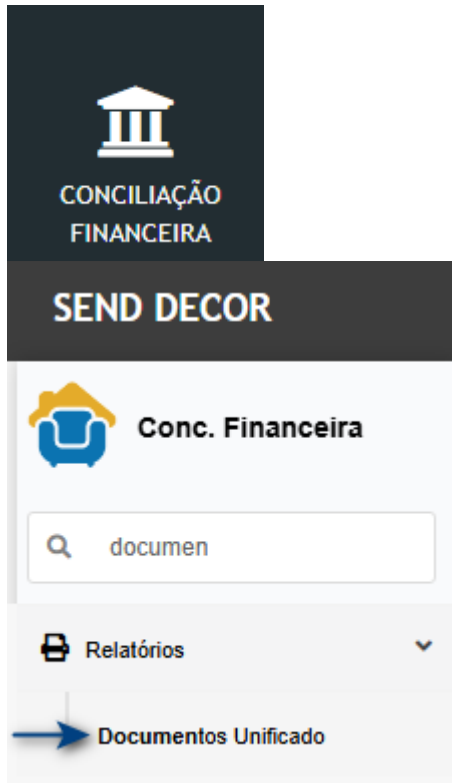 CONCILIAÇÃO
FINANCEIRA
SEND DECOR
Conc. Financeira
documen
Relatórios
Documentos Unificado